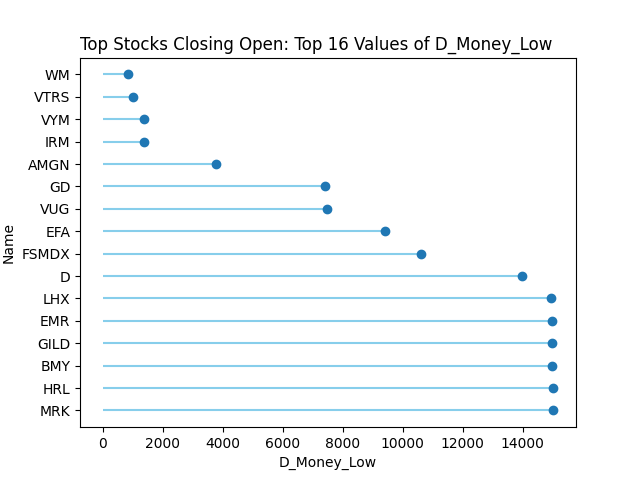 Top Stocks Closing Open: Top 16 Values of D_Money_Low
WM
VTRS
VYM
IRM
AMGN
GD
VUG
EFA
FSMDX
D
LHX
EMR
GILD
BMY
HRL
MRK
Name
0 2000 4000 6000 8000 10000 12000 14000
D_Money_Low